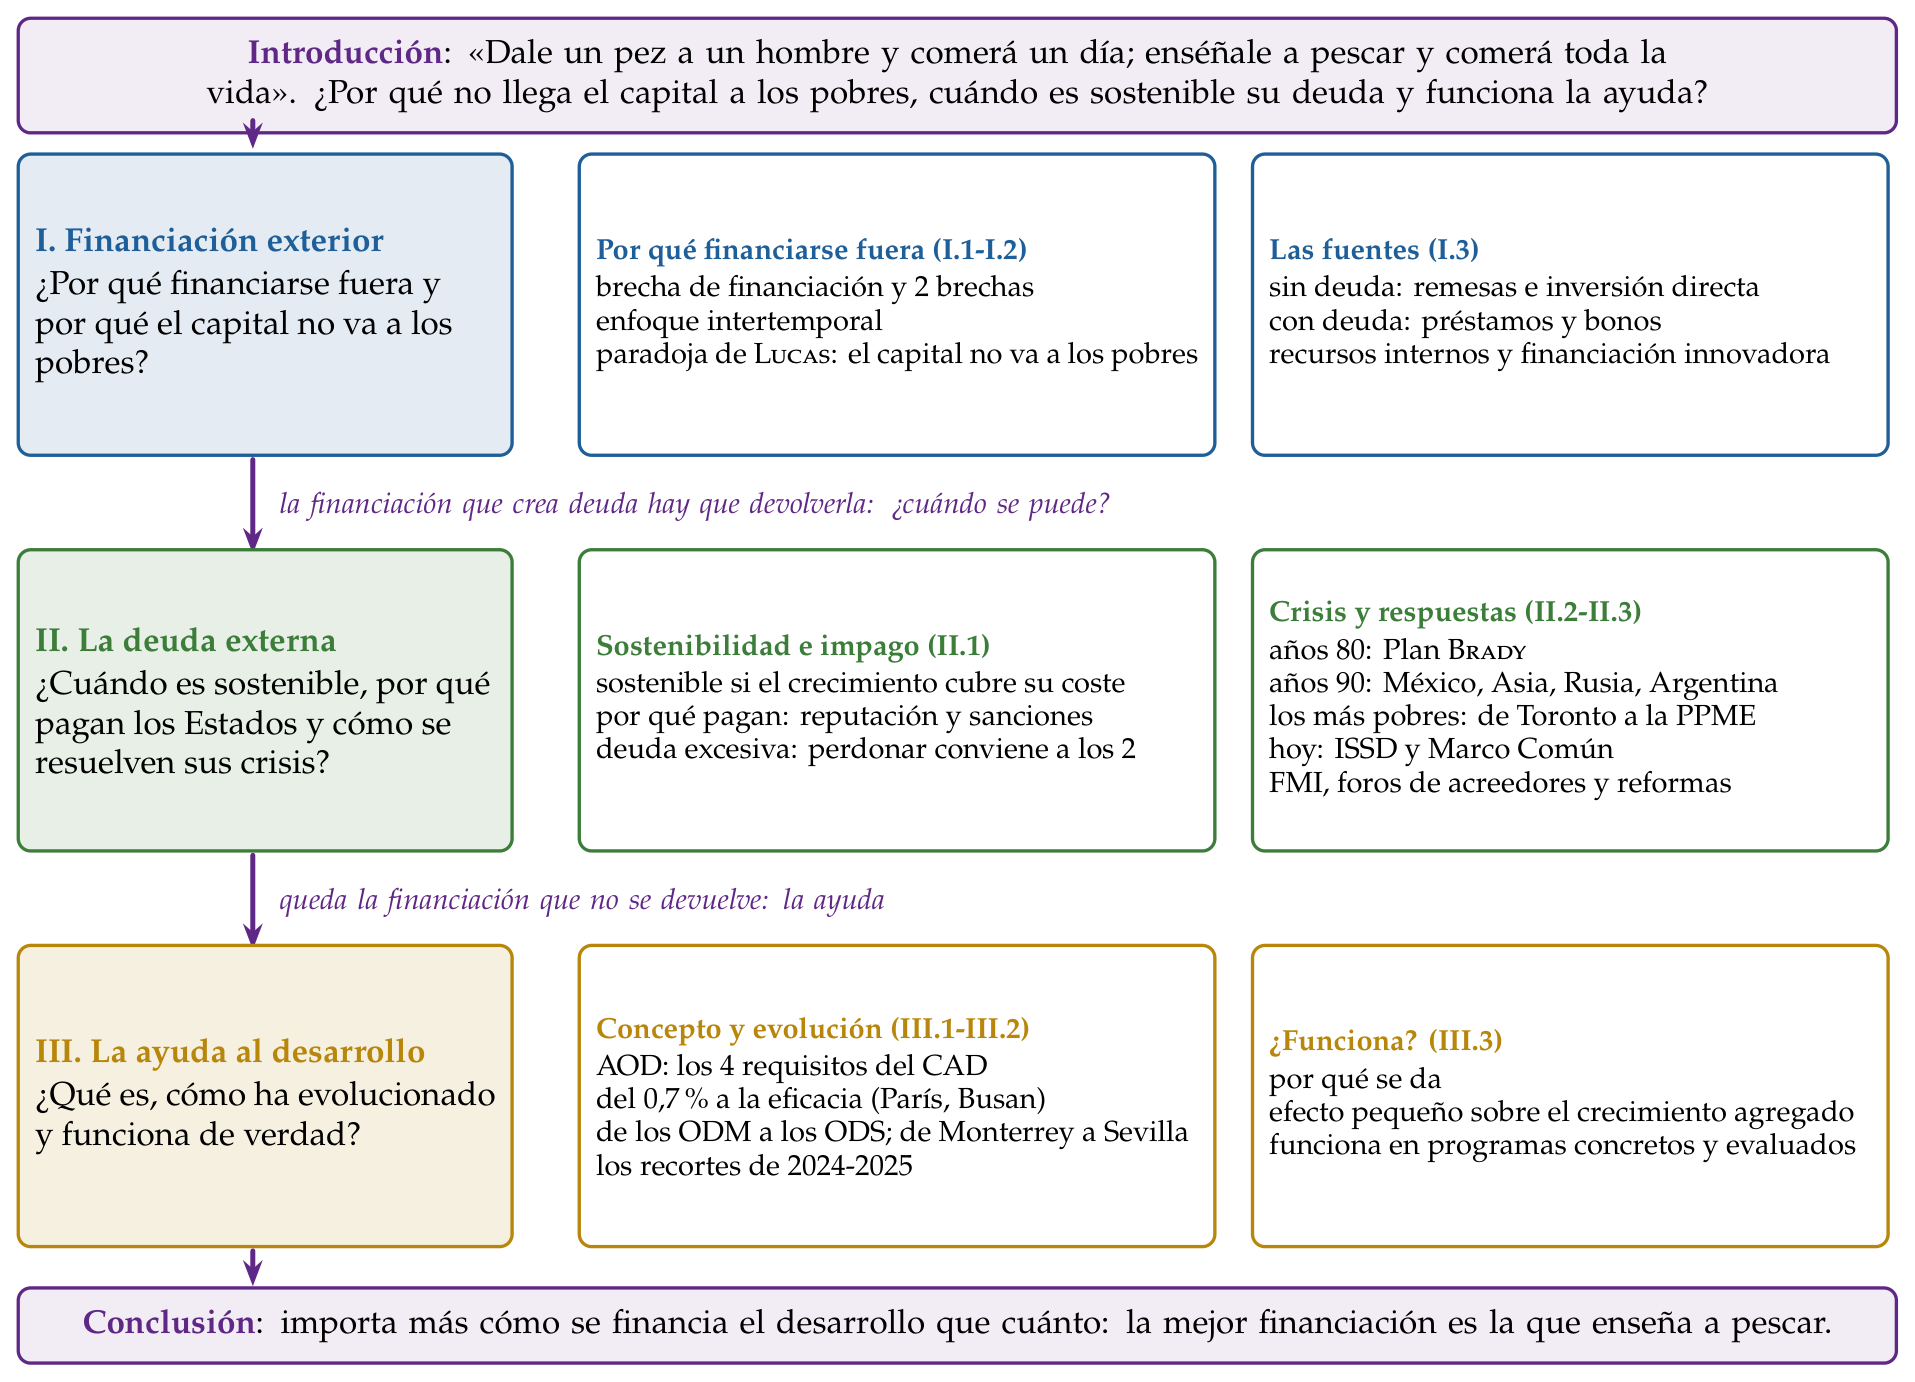 Introducción: «Dale un pez a un hombre y comerá un día; enséñale a pescar y comerá toda la
vida». ¿Por qué no llega el capital a los pobres, cuándo es sostenible su deuda y funciona la ayuda?
I. Financiación exterior
¿Por qué financiarse fuera y
por qué el capital no va a los
pobres?
Por qué financiarse fuera (I.1-I.2)
brecha de financiación y 2 brechas
enfoque intertemporal
paradoja de Lucas: el capital no va a los pobres
Las fuentes (I.3)
sin deuda: remesas e inversión directa
con deuda: préstamos y bonos
recursos internos y financiación innovadora
la financiación que crea deuda hay que devolverla: ¿cuándo se puede?
II. La deuda externa
¿Cuándo es sostenible, por qué
pagan los Estados y cómo se
resuelven sus crisis?
Sostenibilidad e impago (II.1)
sostenible si el crecimiento cubre su coste
por qué pagan: reputación y sanciones
deuda excesiva: perdonar conviene a los 2
Crisis y respuestas (II.2-II.3)
años 80: Plan Brady
años 90: México, Asia, Rusia, Argentina
los más pobres: de Toronto a la PPME
hoy: ISSD y Marco Común
FMI, foros de acreedores y reformas
queda la financiación que no se devuelve: la ayuda
III. La ayuda al desarrollo
¿Qué es, cómo ha evolucionado
y funciona de verdad?
Concepto y evolución (III.1-III.2)
AOD: los 4 requisitos del CAD
del 0,7 % a la eficacia (París, Busan)
de los ODM a los ODS; de Monterrey a Sevilla
los recortes de 2024-2025
¿Funciona? (III.3)
por qué se da
efecto pequeño sobre el crecimiento agregado
funciona en programas concretos y evaluados
Conclusión: importa más cómo se financia el desarrollo que cuánto: la mejor financiación es la que enseña a pescar.